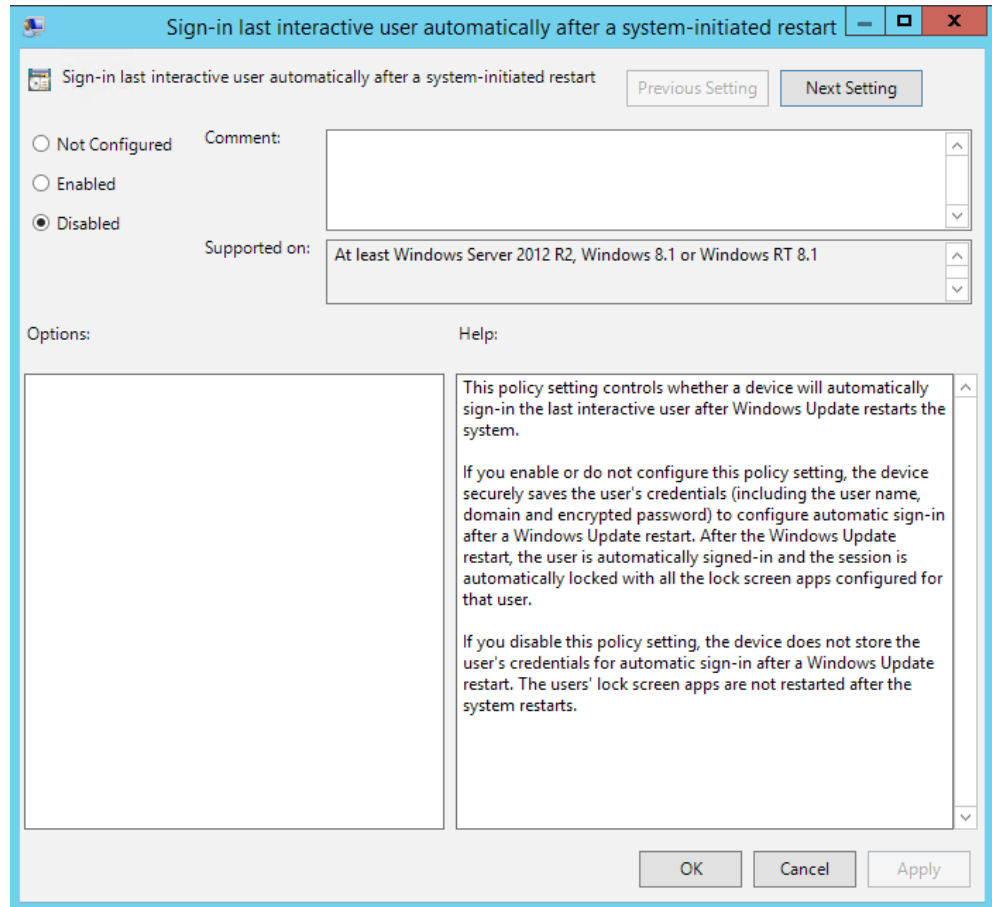 Sign-in last interactive user automatically after a system-initiated restart
Sign-in last interactive user automatically after a system-initiated restart
Previous Setting
Next Setting
Not Configured
Comment:
Enabled
Disabled
Supported on:
At least Windows Server 2012 R2, Windows 8.1 or Windows RT 8.1
Options:
Help:
This policy setting controls whether a device will automatically
sign-in the last interactive user after Windows Update restarts the
system.
If you enable or do not configure this policy setting, the device
securely saves the user's credentials (including the user name,
domain and encrypted password) to configure automatic sign-in
after a Windows Update restart. After the Windows Update
restart, the user is automatically signed-in and the session is
automatically locked with all the lock screen apps configured for
that user.
If you disable this policy setting, the device does not store the
user's credentials for automatic sign-in after a Windows Update
restart. The users' lock screen apps are not restarted after the
system restarts.
OK
Cancel
Apply